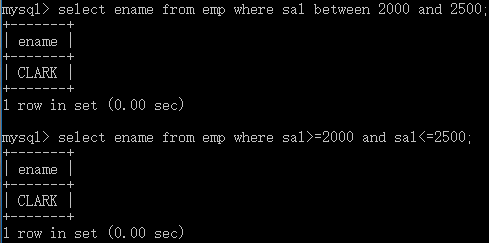 mysql> select ename from emp where sal between 2000 and 2500;
+-------+
| ename |
+-------+
| CLARK |
+-------+
1 row in set (0.00 sec)
mysql> select ename from emp where sal>=2000 and sal<=2500;
+-------+
| ename |
+-------+
| CLARK |
+-------+
1 row in set (0.00 sec)